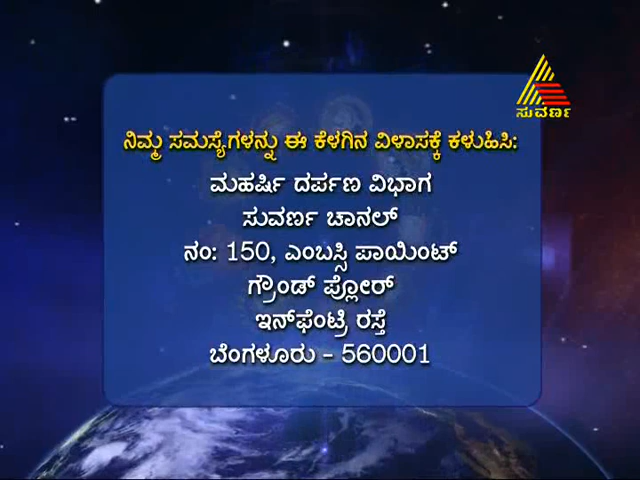 ಸುವರ್ಣ
ನಿಮ್ಮ ಸಮಸ್ಯೆಗಳನ್ನು ಈ ಕೆಳಗಿನ ವಿಳಾಸಕ್ಕೆ ಕಳುಹಿಸಿ:
ಮಹರ್ಷಿ ದರ್ಪಣ ವಿಭಾಗ
ಸುವರ್ಣ ಚಾನಲ್
ನಂ: 150, ಎಂಬಸ್ಸಿ ಪಾಯಿಂಟ್
ಗ್ರೌಂಡ್ ಪ್ಲೋರ್
ಇನ್‌ಫೆಂಟ್ರಿ ರಸ್ತೆ
ಬೆಂಗಳೂರು - 560001